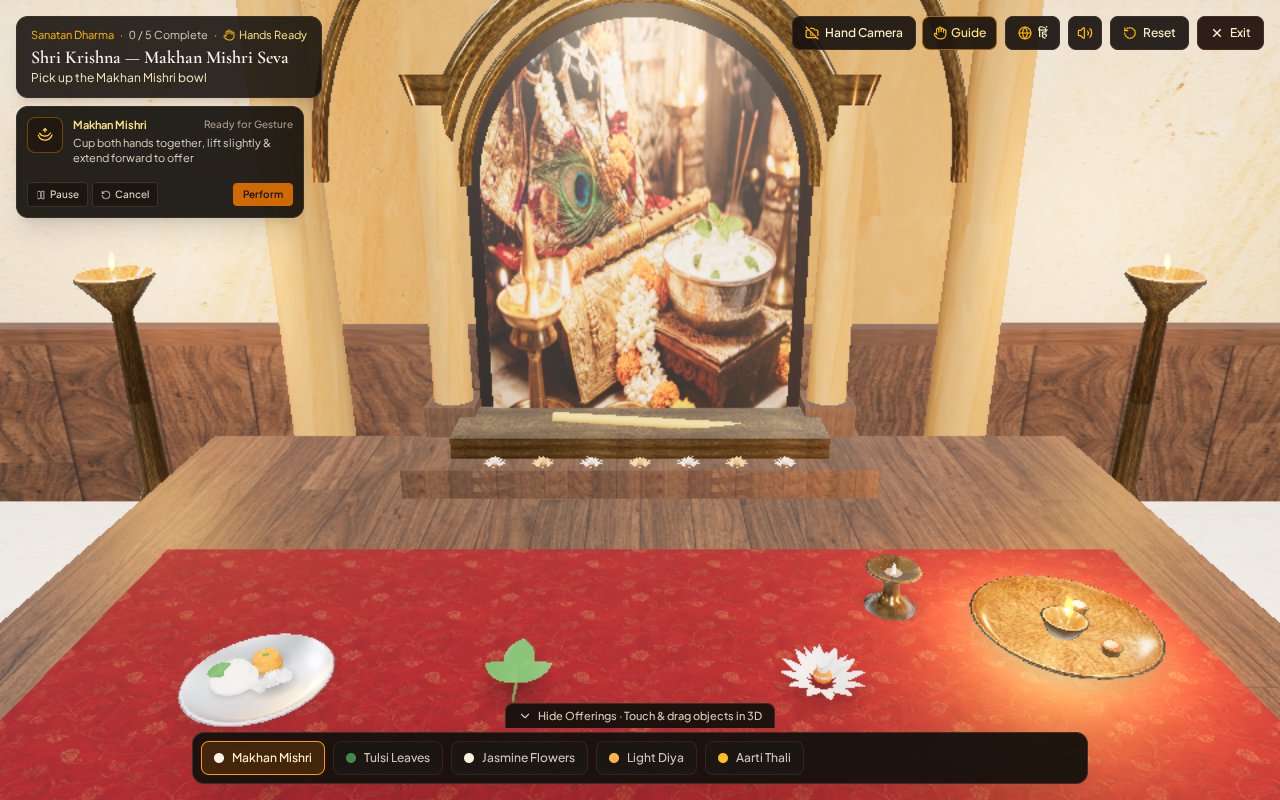 Sanatan Dharma · 0 / 5 Complete · Hands Ready
Shri Krishna — Makhan Mishri Seva
Pick up the Makhan Mishri bowl
Hand Camera
Guide
हिं
Reset
Exit
Makhan Mishri
Ready for Gesture
Cup both hands together, lift slightly &
extend forward to offer
Pause
Cancel
Perform
Hide Offerings · Touch & drag objects in 3D
Makhan Mishri
Tulsi Leaves
Jasmine Flowers
Light Diya
Aarti Thali